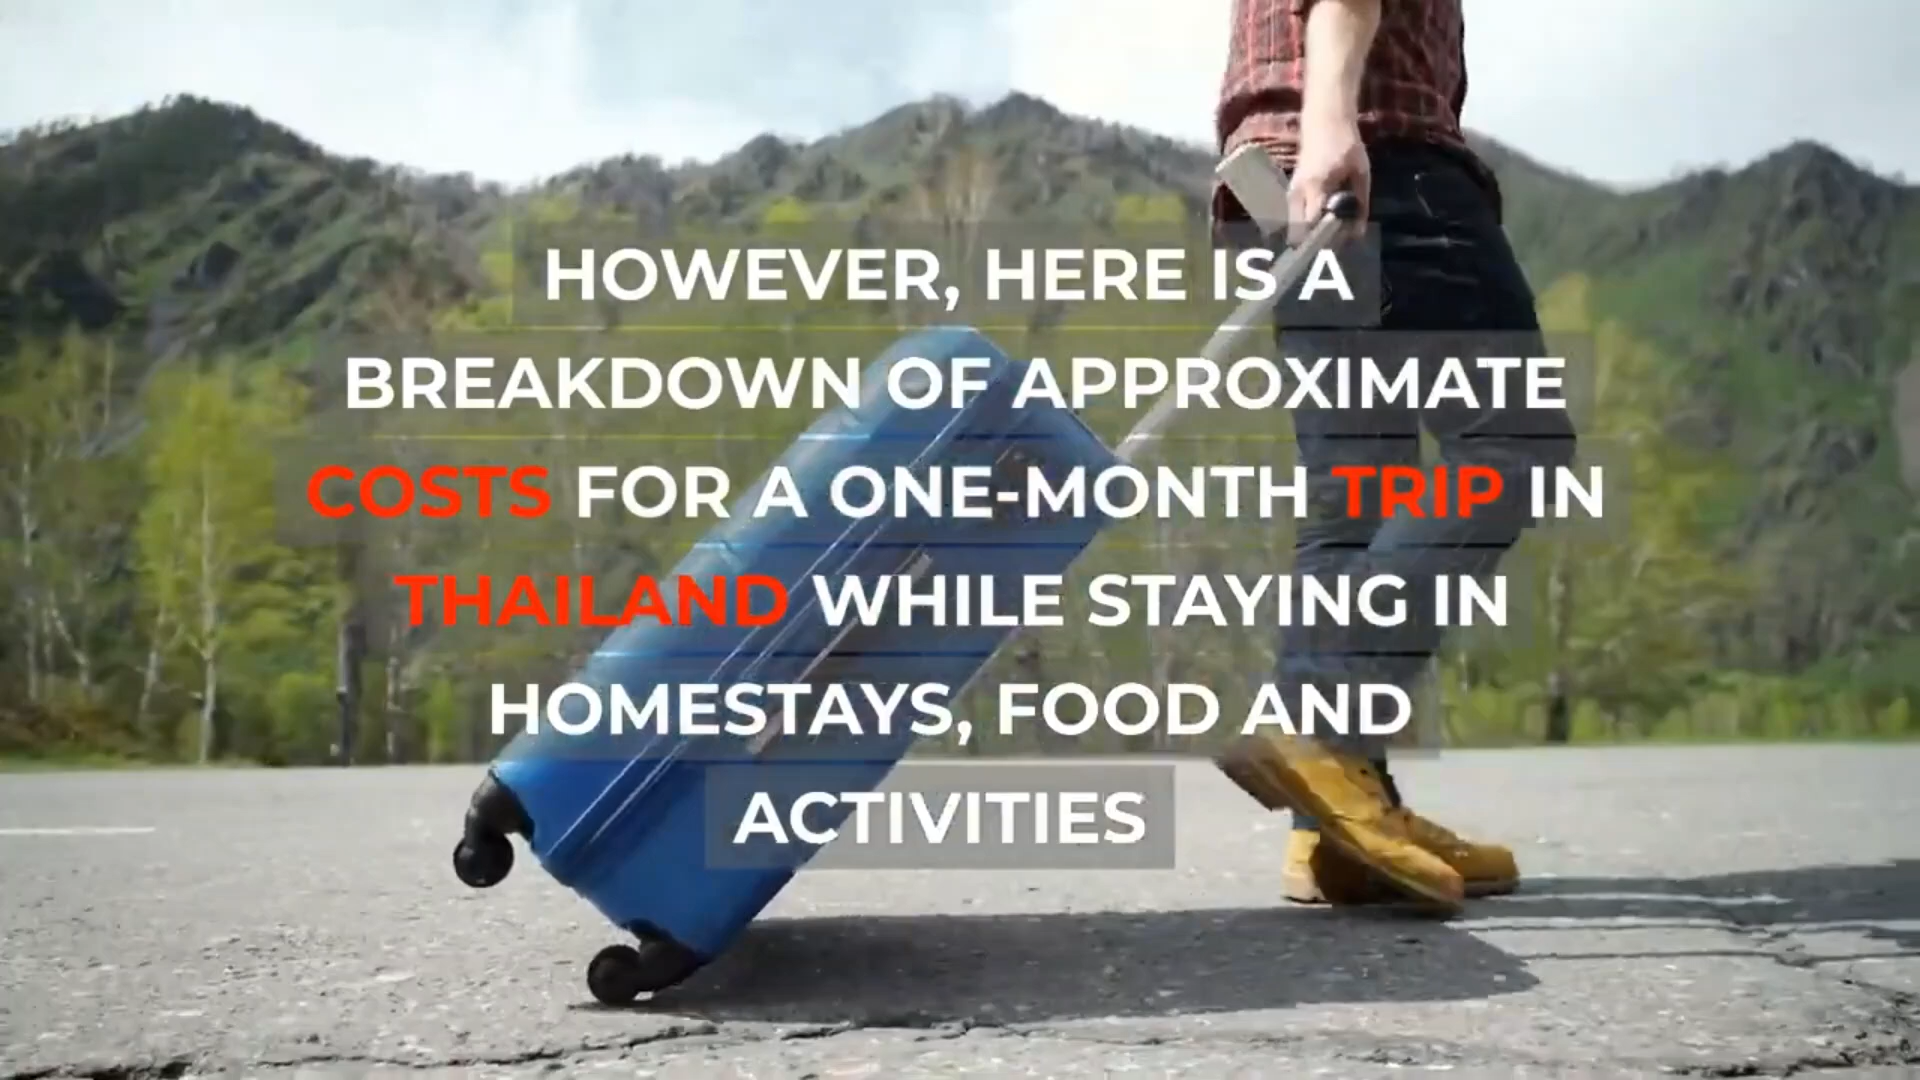 HOWEVER, HERE IS A
BREAKDOWN OF APPROXIMATE
COSTS FOR A ONE-MONTH TRIP IN
THAILAND WHILE STAYING IN
HOMESTAYS, FOOD AND
ACTIVITIES